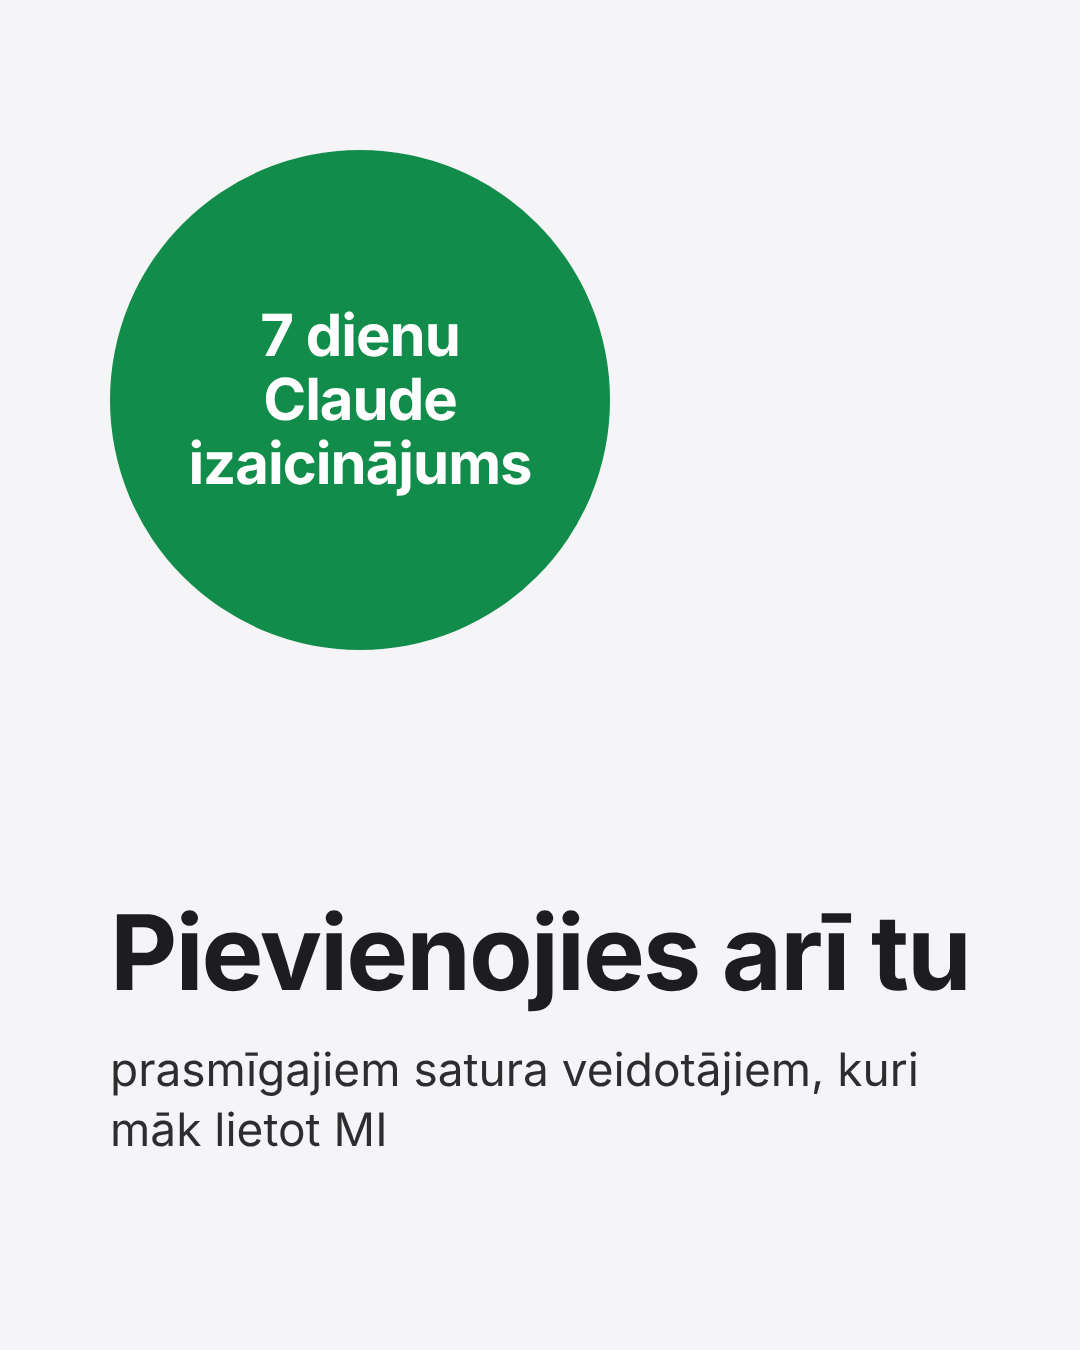 7 dienu
Claude
izaicinājums
Pievienojies arī tu
prasmīgajiem satura veidotājiem, kuri
māk lietot MI